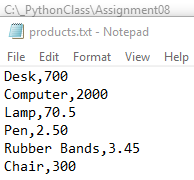 C:\_PythonClass\Assignment08
products.txt - Notepad
File Edit Format View Help
Desk,700
Computer,2000
Lamp,70.5
Pen,2.50
Rubber Bands,3.45
Chair,300